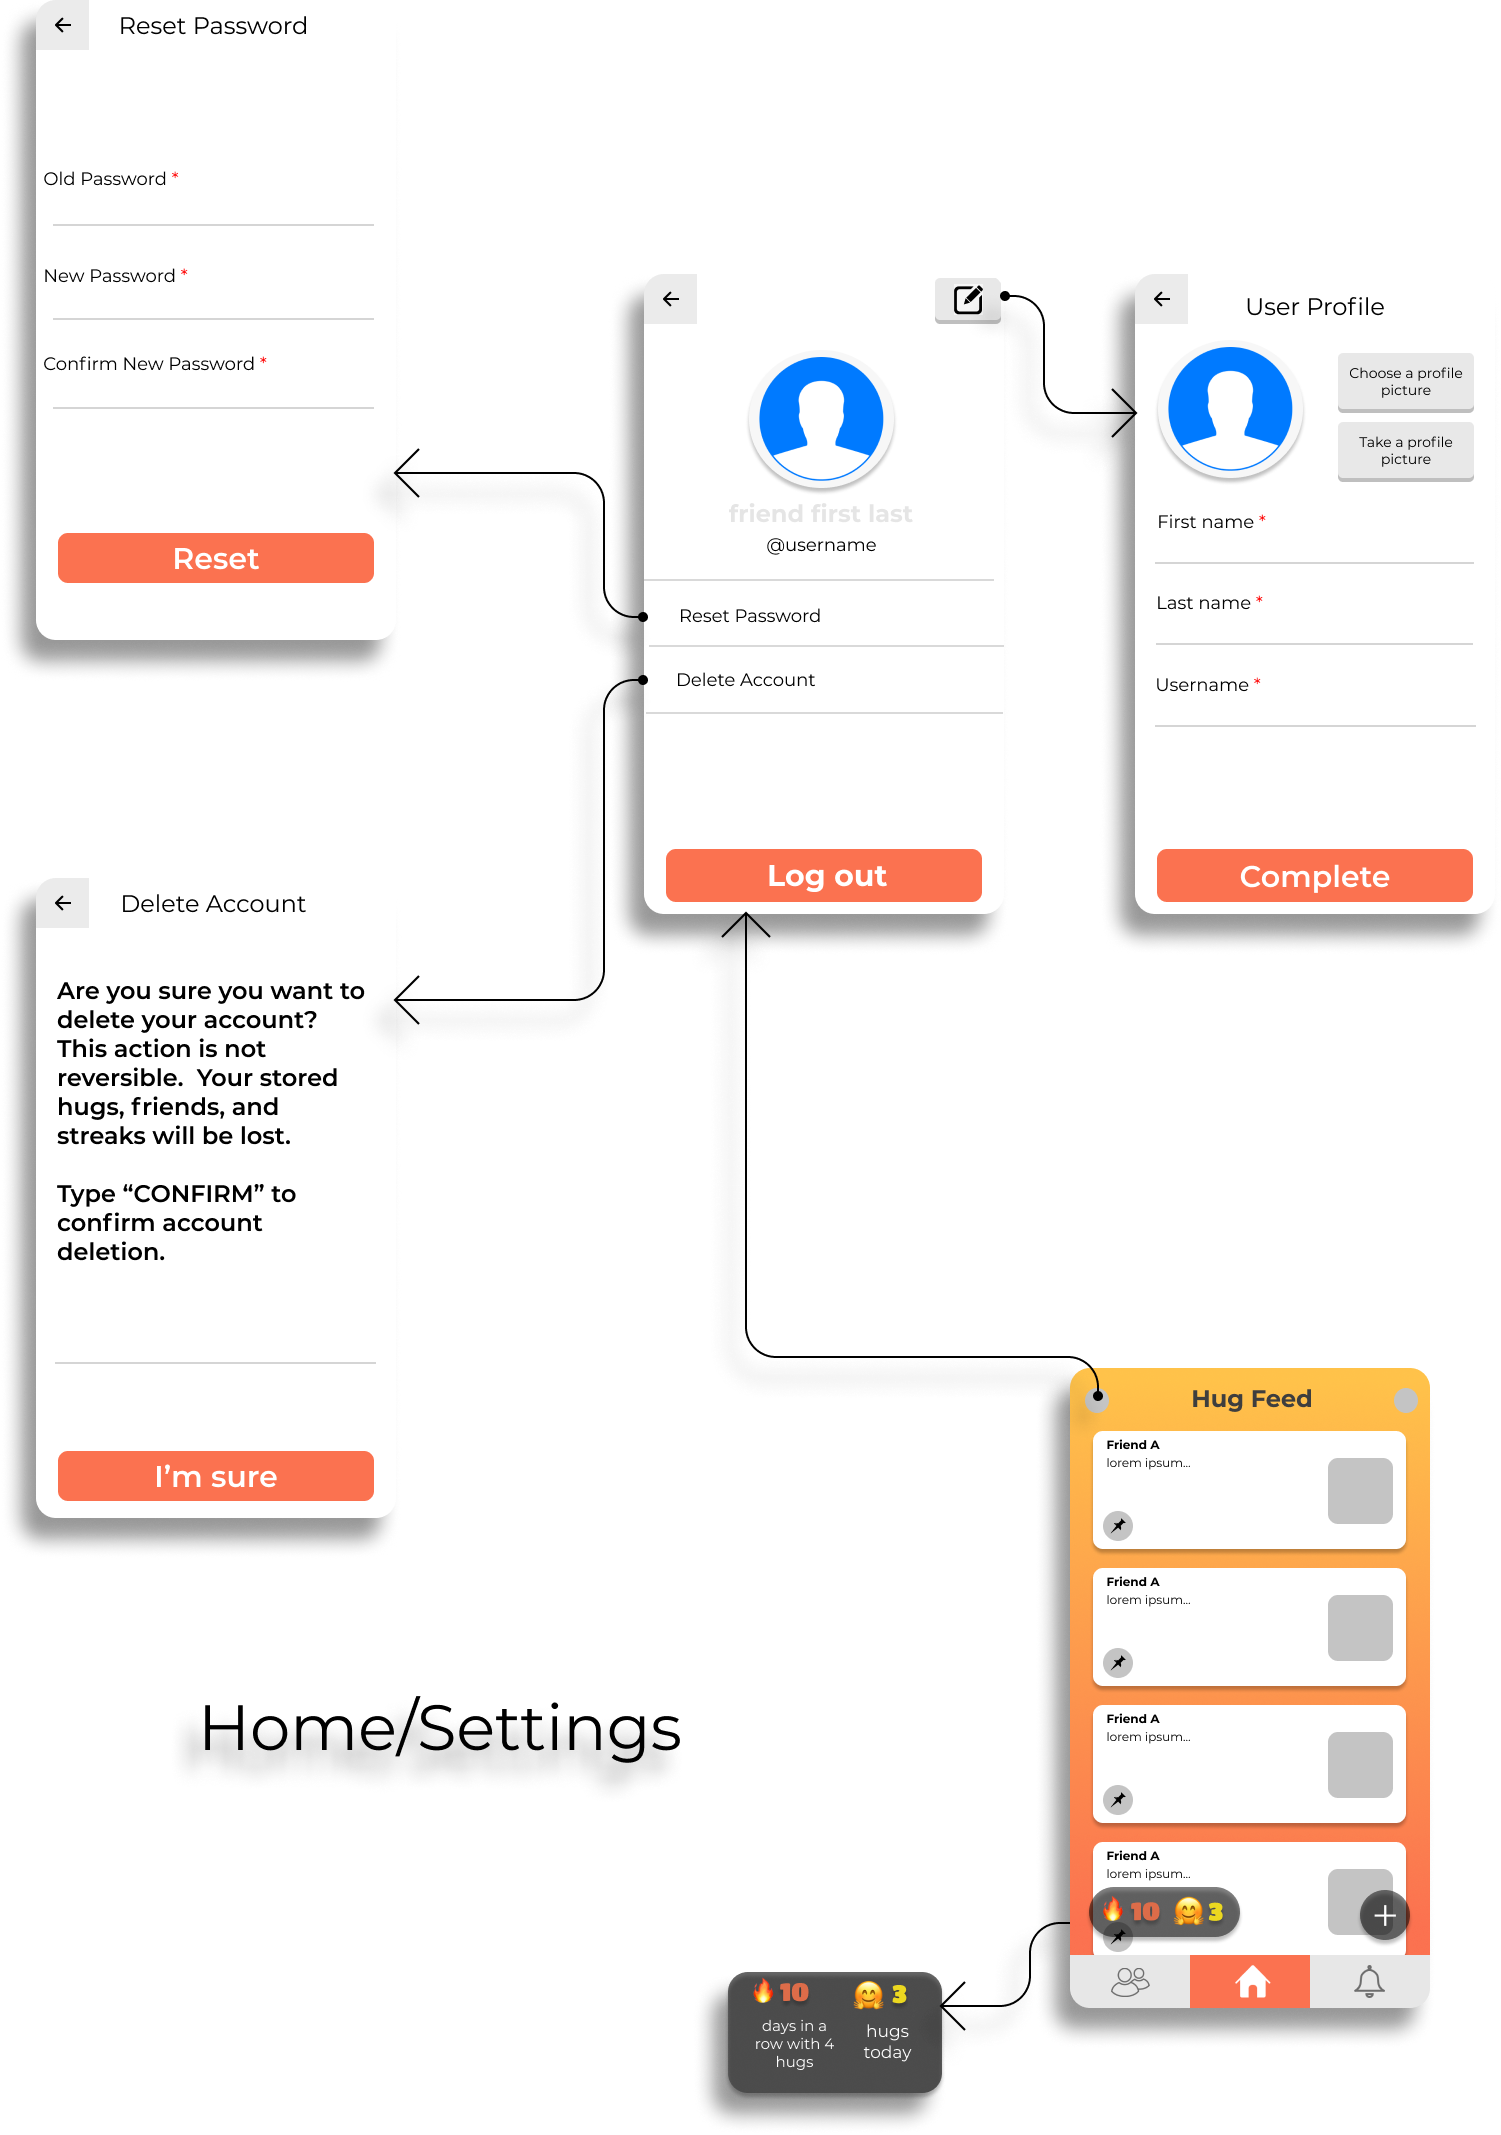 Reset Password
Old Password *
New Password *
Confirm New Password *
Reset
friend first last
@username
Reset Password
Delete Account
Log out
User Profile
Choose a profile
picture
Take a profile
picture
First name *
Last name *
Username *
Complete
Delete Account
Are you sure you want to
delete your account?
This action is not
reversible.  Your stored
hugs, friends, and
streaks will be lost.
Type “CONFIRM” to
confirm account
deletion.
I’m sure
Hug Feed
Friend A
lorem ipsum...
Friend A
lorem ipsum...
Friend A
lorem ipsum...
Friend A
lorem ipsum...
10 3
Home/Settings
10
days in a
row with 4
hugs
3
hugs
today